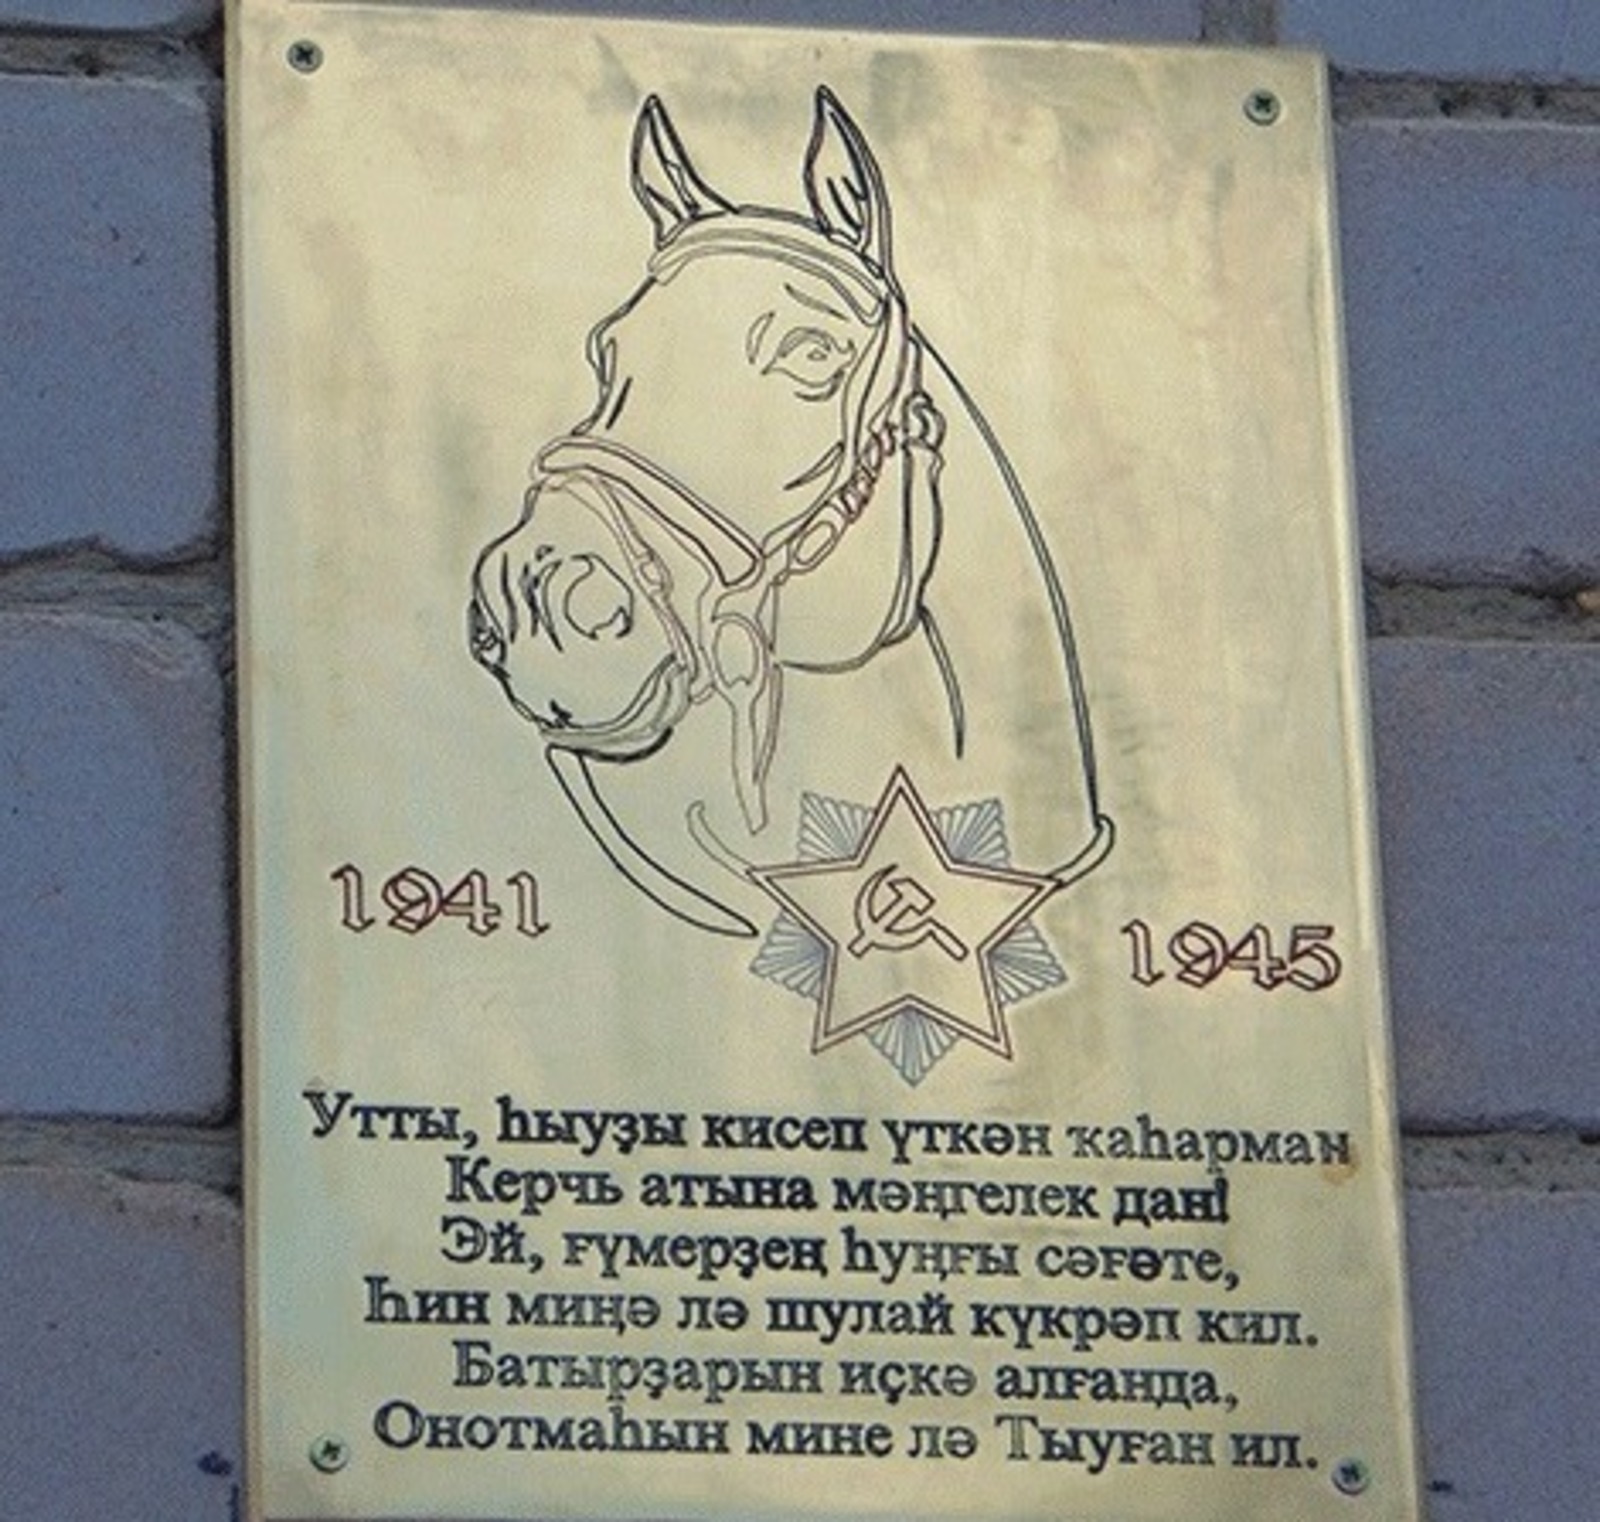 1941
1945
Утты, һыуҙы кисеп үткән ҡаһарман
Керчь атына мәңгелек дан!
Эй, ғүмерҙең һуңғы сәғәте,
Һин миңә лә шулай күкрәп кил.
Батырҙарын иҫкә алғанда,
Онотмаһын мине лә Тыуған ил.